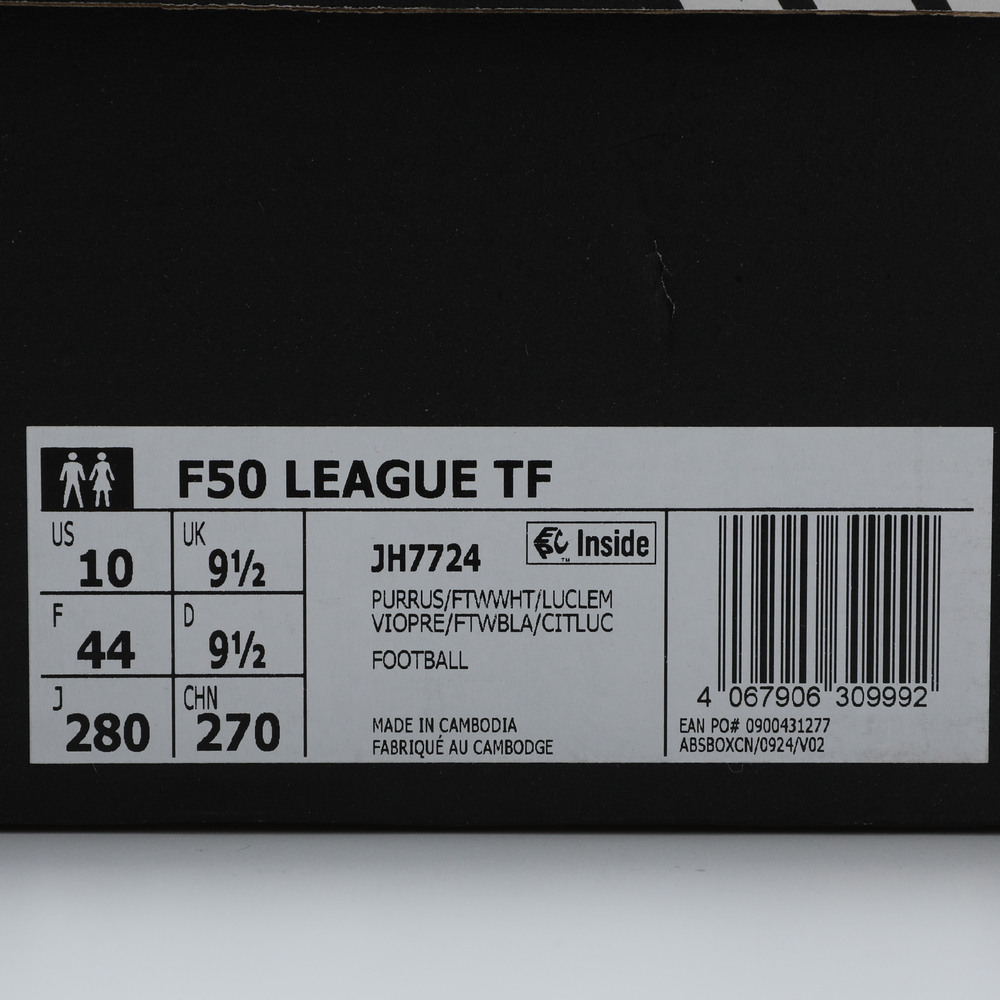 F50 LEAGUE TF
US 10
UK 9½
F 44
D 9½
J 280
CHN 270
JH7724
Inside
TM
PURRUS/FTWWHT/LUCLEM
VIOPRE/FTWBLA/CITLUC
FOOTBALL
MADE IN CAMBODIA
FABRIQUÉ AU CAMBODGE
4 067906 309992
EAN PO# 0900431277
ABSBOXCN/0924/V02